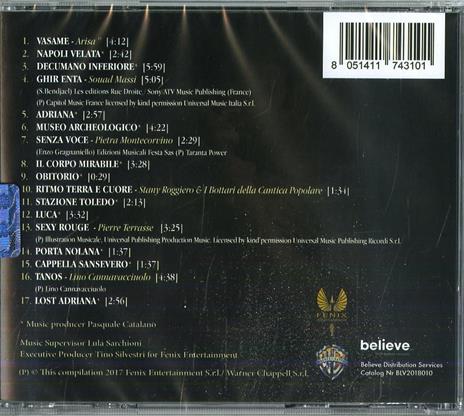 1. VASAME - Arisa* [4:12]
2. NAPOLI VELATA* [2:42]
3. DECUMANO INFERIORE* [5:59]
4. GHIR ENTA - Souad Massi [5:05]
(S.Bendjael) Les editions Rue Droite/ Sony ATV Music Publishing (France)
(P) Capitol Music France licensed by kind permission Universal Music Italia S.r.l.
5. ADRIANA* [2:57]
6. MUSEO ARCHEOLOGICO* [4:22]
7. SENZA VOCE - Pietra Montecorvino [2:29]
(Enzo Gragnaniello) Edizioni Musicali Festa Sas (P) Taranta Power
8. IL CORPO MIRABILE* [3:28]
9. OBITORIO* [0:29]
10. RITMO TERRA E CUORE - Stany Roggiero & I Bottari della Cantica Popolare [1:34]
11. STAZIONE TOLEDO* [2:13]
12. LUCA* [3:32]
13. SEXY ROUGE - Pierre Terrasse [3:25]
(P) Illustration Musicale, Universal Publishing Production Music. Licensed by kind permission Universal Music Publishing Ricordi S.r.l.
14. PORTA NOLANA* [1:37]
15. CAPPELLA SANSEVERO* [1:37]
16. TANOS - Lino Cannavacciuolo [4:38]
(P) Lino Cannavacciuolo
17. LOST ADRIANA* [2:56]
* Music producer Pasquale Catalano
Music Supervisor Lula Sarchioni
Executive Producer Tino Silvestri for Fenix Entertainment
(P) © This compilation 2017 Fenix Entertainment S.r.l./ Warner Chappell S.r.l.
8 051411 743101
FENIX
believe
Believe Distribution Services
Catalog Nr BLV2018010